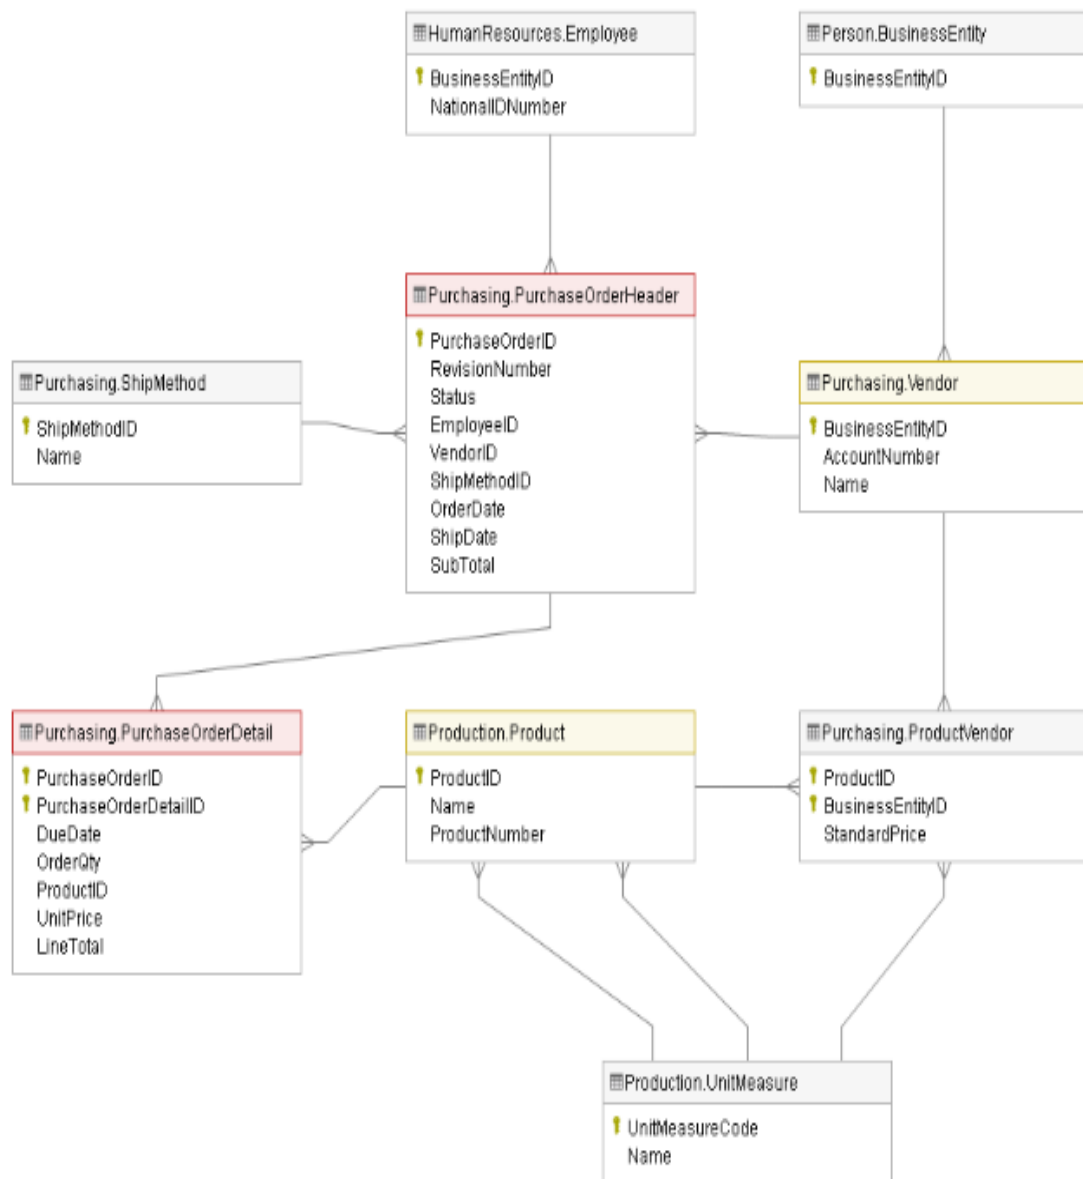 HumanResources.Employee
BusinessEntityID
NationalIDNumber
Person.BusinessEntity
BusinessEntityID
Purchasing.PurchaseOrderHeader
PurchaseOrderID
RevisionNumber
Status
EmployeeID
VendorID
ShipMethodID
OrderDate
ShipDate
SubTotal
Purchasing.ShipMethod
ShipMethodID
Name
Purchasing.Vendor
BusinessEntityID
AccountNumber
Name
Purchasing.PurchaseOrderDetail
PurchaseOrderID
PurchaseOrderDetailID
DueDate
OrderQty
ProductID
UnitPrice
LineTotal
Production.Product
ProductID
Name
ProductNumber
Purchasing.ProductVendor
ProductID
BusinessEntityID
StandardPrice
Production.UnitMeasure
UnitMeasureCode
Name